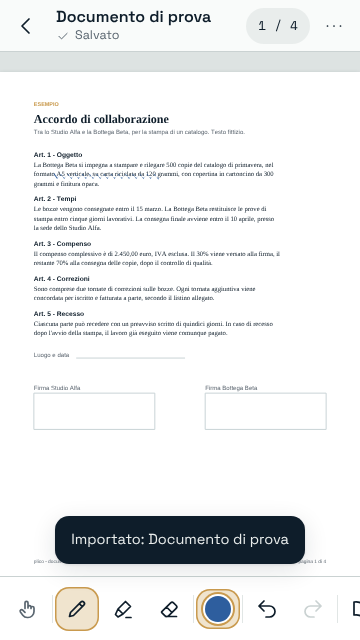 Documento di prova
Salvato
1 / 4
ESEMPIO
Accordo di collaborazione
Tra lo Studio Alfa e la Bottega Beta, per la stampa di un catalogo. Testo fittizio.
Art. 1 - Oggetto
La Bottega Beta si impegna a stampare e rilegare 500 copie del catalogo di primavera, nel
formato A5 verticale, su carta riciclata da 120 grammi, con copertina in cartoncino da 300
grammi e finitura opaca.
Art. 2 - Tempi
Le bozze vengono consegnate entro il 15 marzo. La Bottega Beta restituisce le prove di
stampa entro cinque giorni lavorativi. La consegna finale avviene entro il 10 aprile, presso
la sede dello Studio Alfa.
Art. 3 - Compenso
Il compenso complessivo è di 2.450,00 euro, IVA esclusa. Il 30% viene versato alla firma, il
restante 70% alla consegna delle copie, dopo il controllo di qualità.
Art. 4 - Correzioni
Sono comprese due tornate di correzioni sulle bozze. Ogni tornata aggiuntiva viene
concordata per iscritto e fatturata a parte, secondo il listino allegato.
Art. 5 - Recesso
Ciascuna parte può recedere con un preavviso scritto di quindici giorni. In caso di recesso
dopo l'avvio della stampa, il lavoro già eseguito viene comunque pagato.
Luogo e data
Firma Studio Alfa
Firma Bottega Beta
Importato: Documento di prova